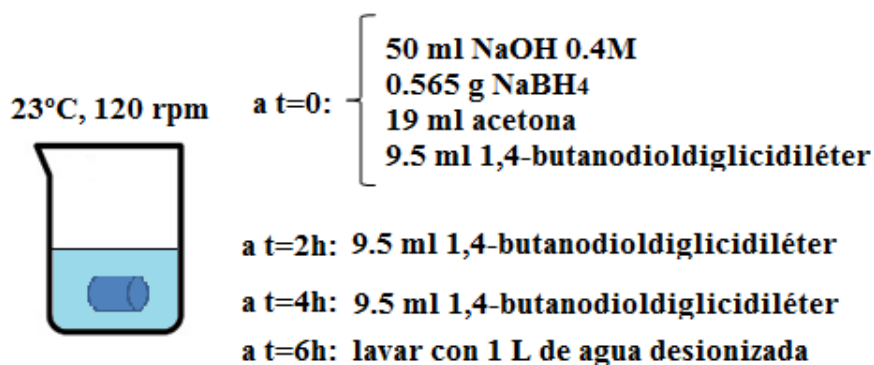 50 ml NaOH 0.4M
0.565 g NaBH4
23°C, 120 rpm a t=0:
19 ml acetona
9.5 ml 1,4-butanodioldiglicidiléter
a t=2h: 9.5 ml 1,4-butanodioldiglicidiléter
a t=4h: 9.5 ml 1,4-butanodioldiglicidiléter
a t=6h: lavar con 1 L de agua desionizada